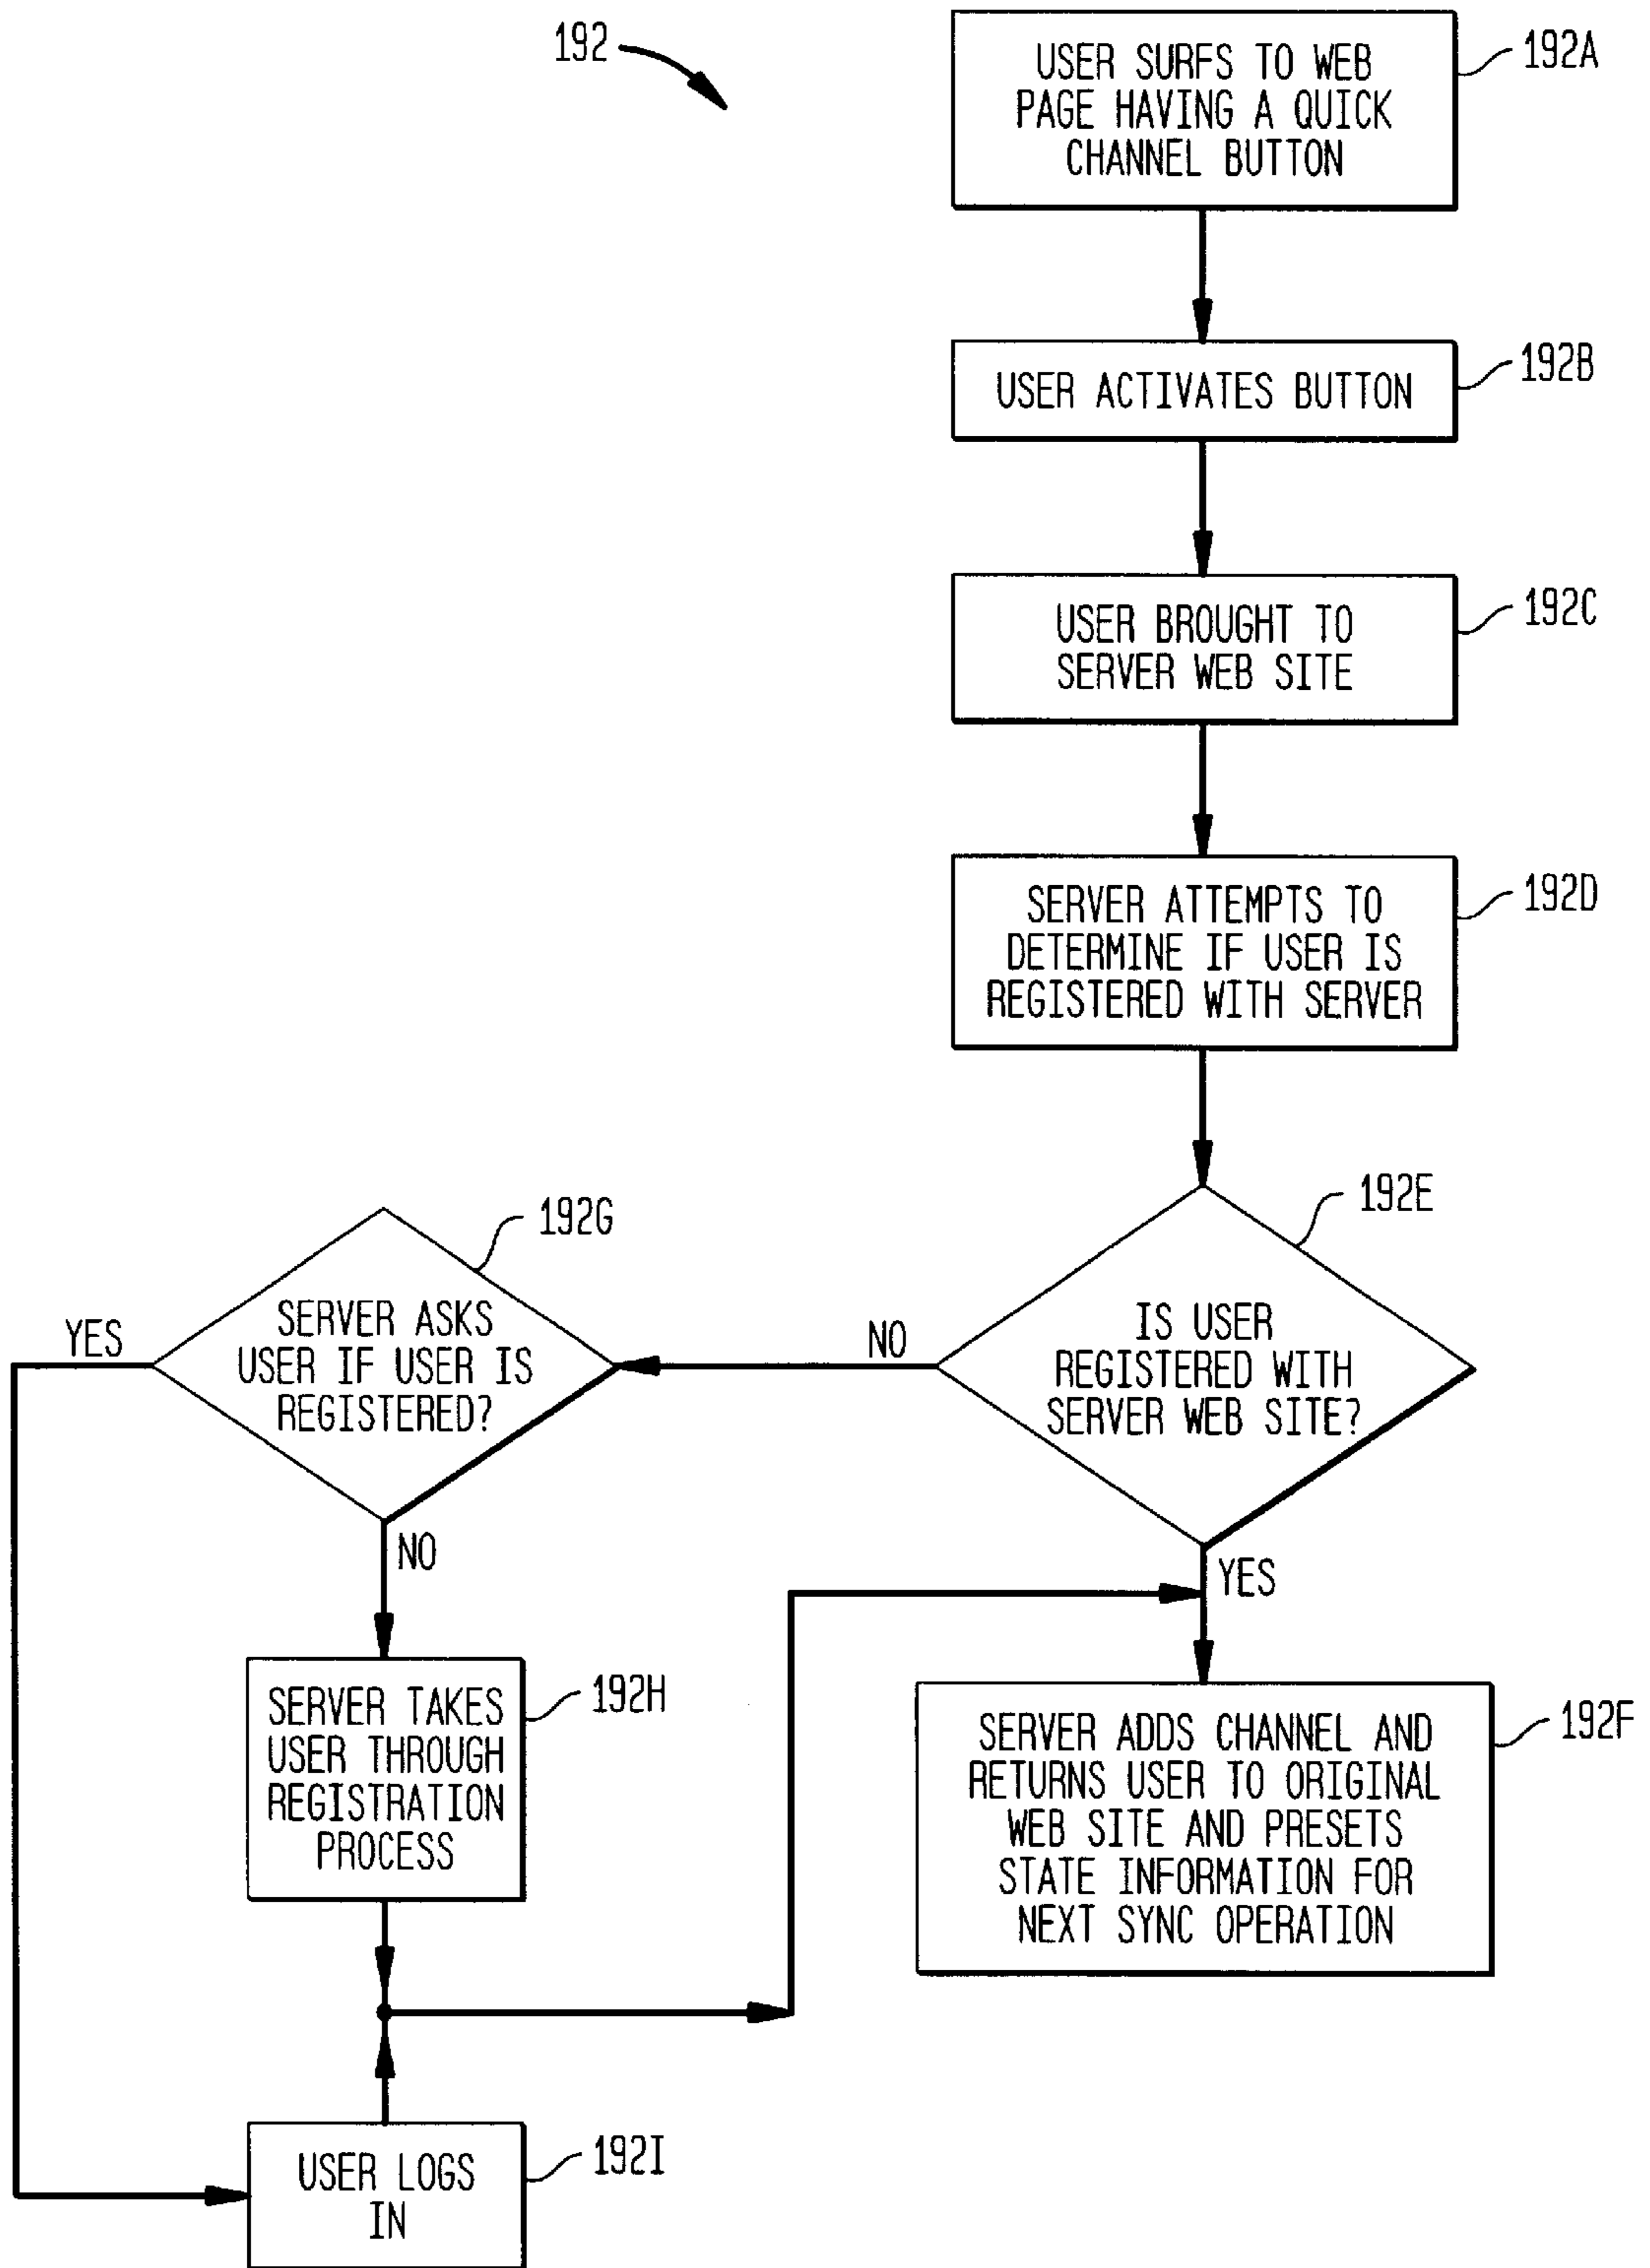 192
USER SURFS TO WEB
PAGE HAVING A QUICK
CHANNEL BUTTON
192A
USER ACTIVATES BUTTON
192B
USER BROUGHT TO
SERVER WEB SITE
192C
SERVER ATTEMPTS TO
DETERMINE IF USER IS
REGISTERED WITH SERVER
192D
IS USER
REGISTERED WITH
SERVER WEB SITE?
192E
NO
YES
SERVER ASKS
USER IF USER IS
REGISTERED?
192G
YES
NO
SERVER TAKES
USER THROUGH
REGISTRATION
PROCESS
192H
SERVER ADDS CHANNEL AND
RETURNS USER TO ORIGINAL
WEB SITE AND PRESETS
STATE INFORMATION FOR
NEXT SYNC OPERATION
192F
USER LOGS
IN
192I